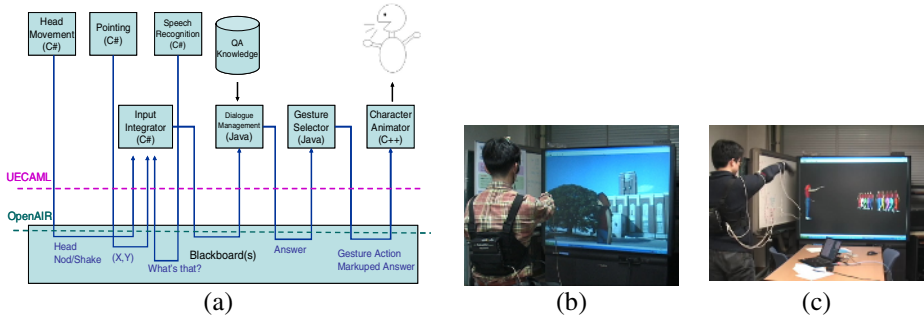 Head
Movement
(C#)
Pointing
(C#)
Speech
Recognition
(C#)
QA
Knowledge
Input
Integrator
(C#)
Dialogue
Management
(Java)
Gesture
Selector
(Java)
Character
Animator
(C++)
UECAML
OpenAIR
Head
Nod/Shake
(X,Y)
What's that?
Blackboard(s)
Answer
Gesture Action
Markuped Answer
(a)
(b)
(c)